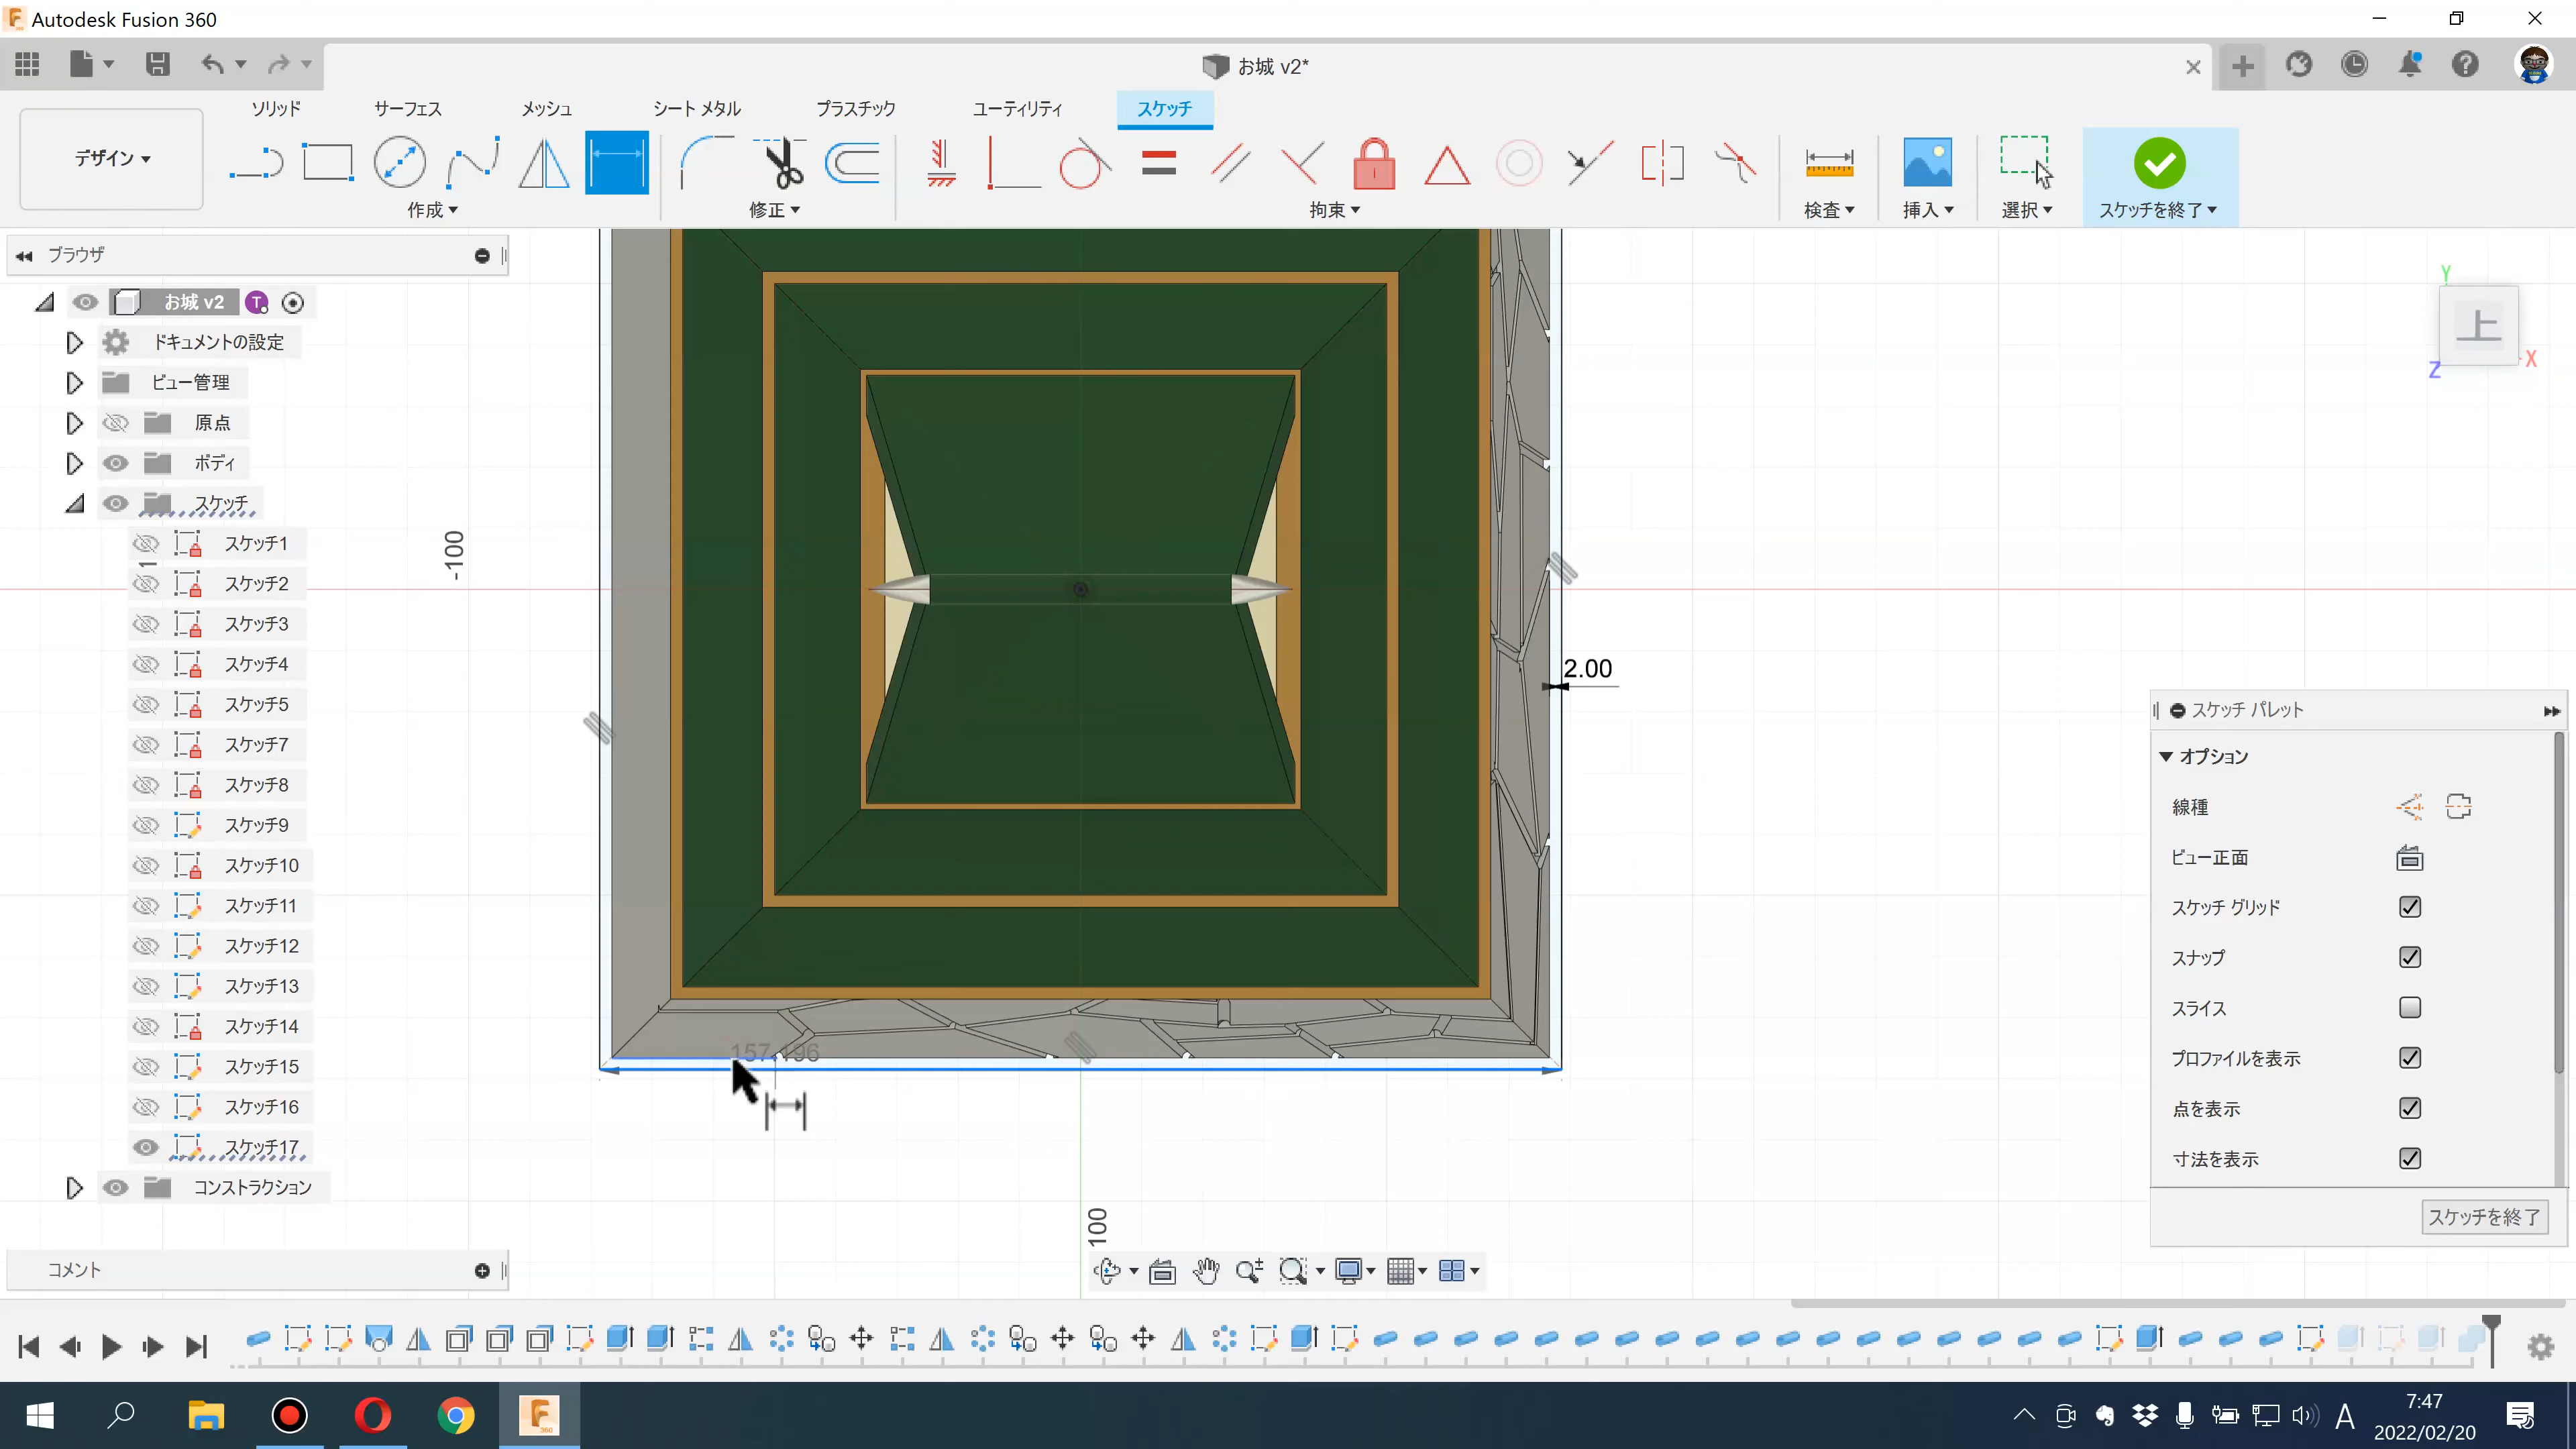 Autodesk Fusion 360
お城 v2*
ソリッド サーフェス メッシュ シート メタル プラスチック ユーティリティ スケッチ
デザイン▼
作成▼ 修正▼ 拘束▼ 検査▼ 挿入▼ 選択▼ スケッチを終了▼
ブラウザ
お城 v2
ドキュメントの設定
ビュー管理
原点
ボディ
スケッチ
スケッチ1
スケッチ2
スケッチ3
スケッチ4
スケッチ5
スケッチ7
スケッチ8
スケッチ9
スケッチ10
スケッチ11
スケッチ12
スケッチ13
スケッチ14
スケッチ15
スケッチ16
スケッチ17
コンストラクション
コメント
-100
2.00
157.196
100
Y
上
X
Z
スケッチ パレット
オプション
線種
ビュー正面
スケッチ グリッド
スナップ
スライス
プロファイルを表示
点を表示
寸法を表示
スケッチを終了
A
7:47
2022/02/20